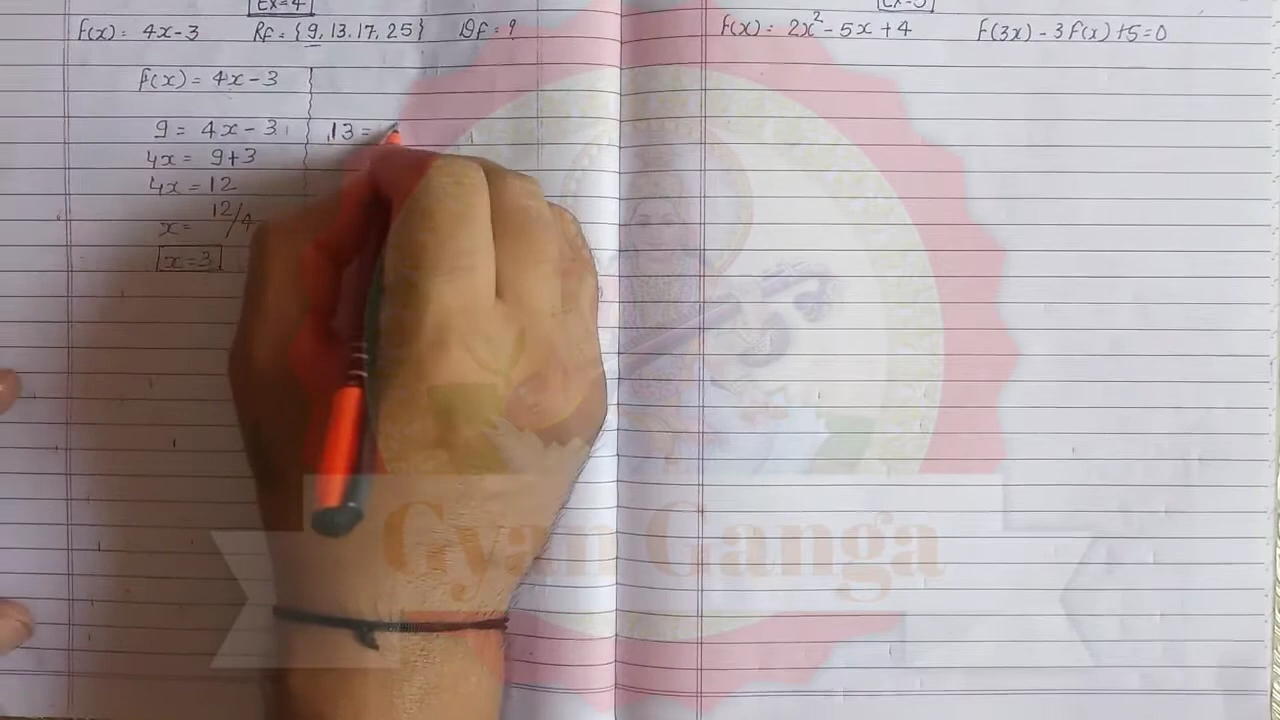 Ex=4
f(x) = 4x-3 Rf = {9, 13, 17, 25} Df = ?
f(x) = 4x-3
9 = 4x-3
4x = 9+3
4x = 12
x = 12/4
x=3
13 =
f(x) = 2x²-5x+4 F(3x)-3f(x)+5=0
Gyan Ganga